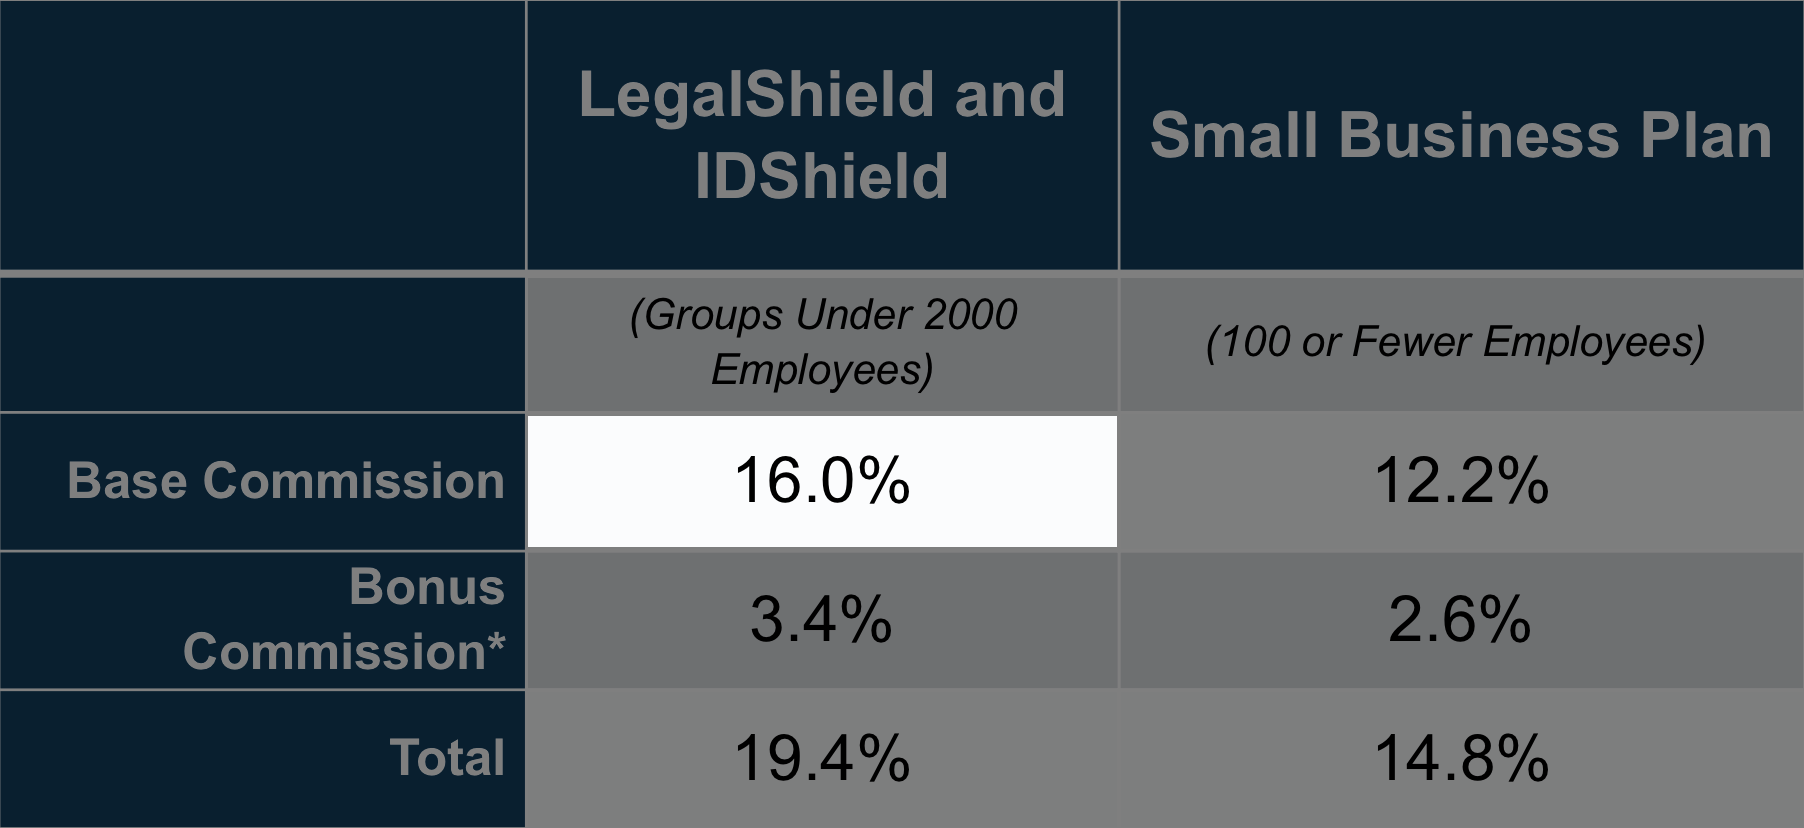 LegalShield and
IDShield
Small Business Plan
(Groups Under 2000
Employees)
(100 or Fewer Employees)
Base Commission
16.0%
12.2%
Bonus
Commission*
3.4%
2.6%
Total
19.4%
14.8%